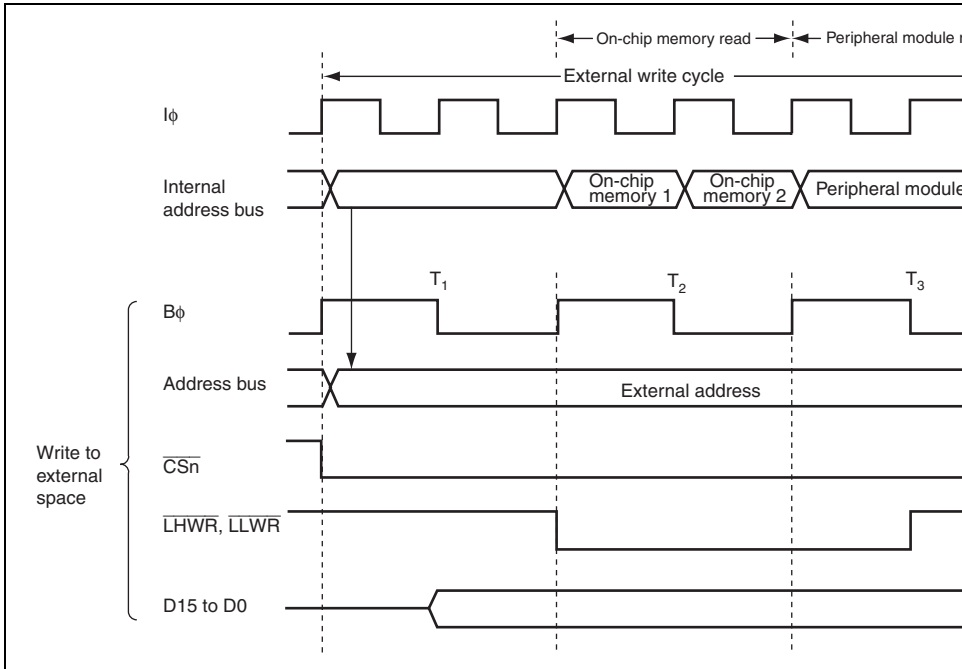 On-chip memory read
Peripheral module
External write cycle
Iϕ
Internal
address bus
On-chip
memory 1
On-chip
memory 2
Peripheral module
T1
T2
T3
Bϕ
Address bus
External address
Write to
external
space
CSn
LHWR, LLWR
D15 to D0